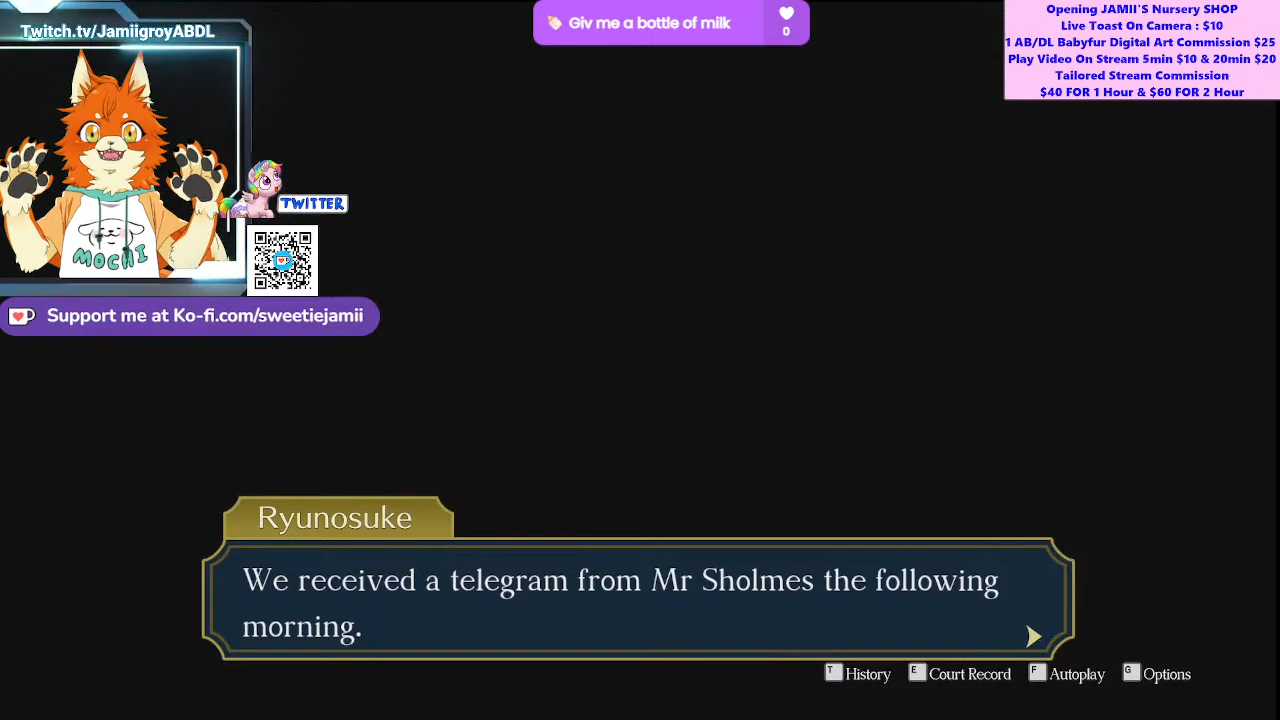 Twitch.tv/JamiigroyABDL
Giv me a bottle of milk
0
Opening JAMII'S Nursery SHOP
Live Toast On Camera : $10
1 AB/DL Babyfur Digital Art Commission $25
Play Video On Stream 5min $10 & 20min $20
Tailored Stream Commission
$40 FOR 1 Hour & $60 FOR 2 Hour
MOCHI
TWITTER
Support me at Ko-fi.com/sweetiejamii
Ryunosuke
We received a telegram from Mr Sholmes the following
morning.
T History E Court Record F Autoplay G Options